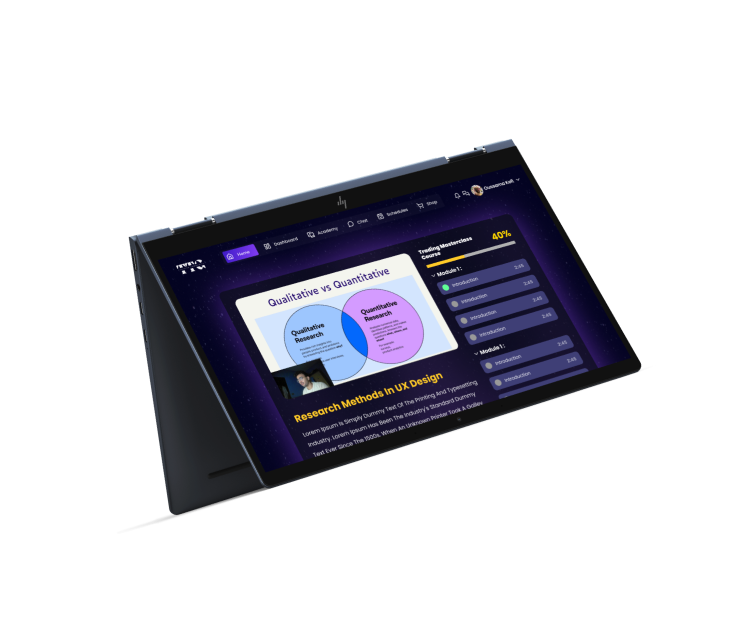 hp
Home
Dashboard
Academy
Chat
Schedules
Shop
Oussama Kefi
Qualitative vs Quantitative
Qualitative
Research
Quantitative
Research
Research Methods In UX Design
Lorem Ipsum Is Simply Dummy Text Of The Printing And Typesetting
Industry. Lorem Ipsum Has Been The Industry's Standard Dummy
Text Ever Since The 1500s, When An Unknown Printer Took A Galley
Trading Masterclass
Course
40%
Module 1 :
Introduction 2:45
Introduction 2:45
Introduction 2:45
Introduction 2:45
Module 1 :
Introduction 2:45
Introduction 2:45